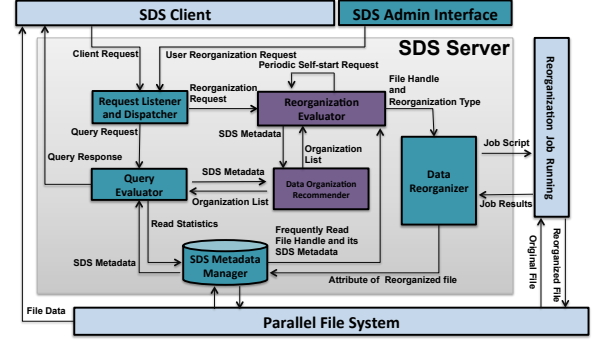 SDS Client
SDS Admin Interface
SDS Server
Client Request
User Reorganization Request
Periodic Self-start Request
Reorganization
Request
File Handle
and
Reorganization Type
Request Listener
and Dispatcher
Reorganization
Evaluator
Query Request
SDS Metadata
Organization
List
Query Response
Query
Evaluator
SDS Metadata
Organization List
Data Organization
Recommender
Data
Reorganizer
Job Script
Job Results
Reorganization Job Running
Read Statistics
Frequently Read
File Handle and its
SDS Metadata
SDS Metadata
SDS Metadata
Manager
Attribute of Reorganized file
Original File
Reorganized File
File Data
Parallel File System